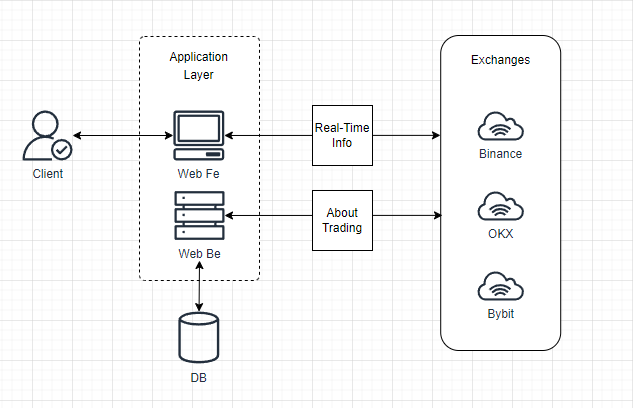 Application
Layer
Exchanges
Client
Web Fe
Real-Time
Info
Binance
Web Be
About
Trading
OKX
Bybit
DB